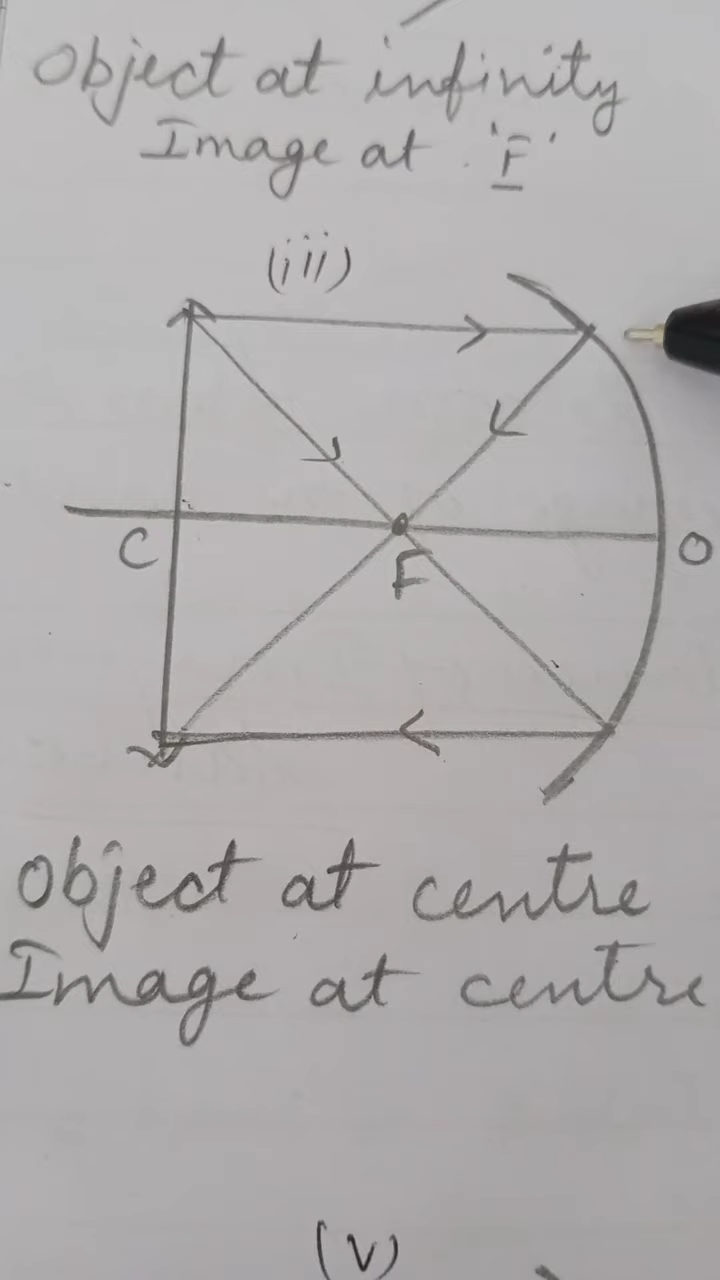 Object at infinity
Image at 'F'
(iii)
C
F
O
Object at centre
Image at centre
(v)